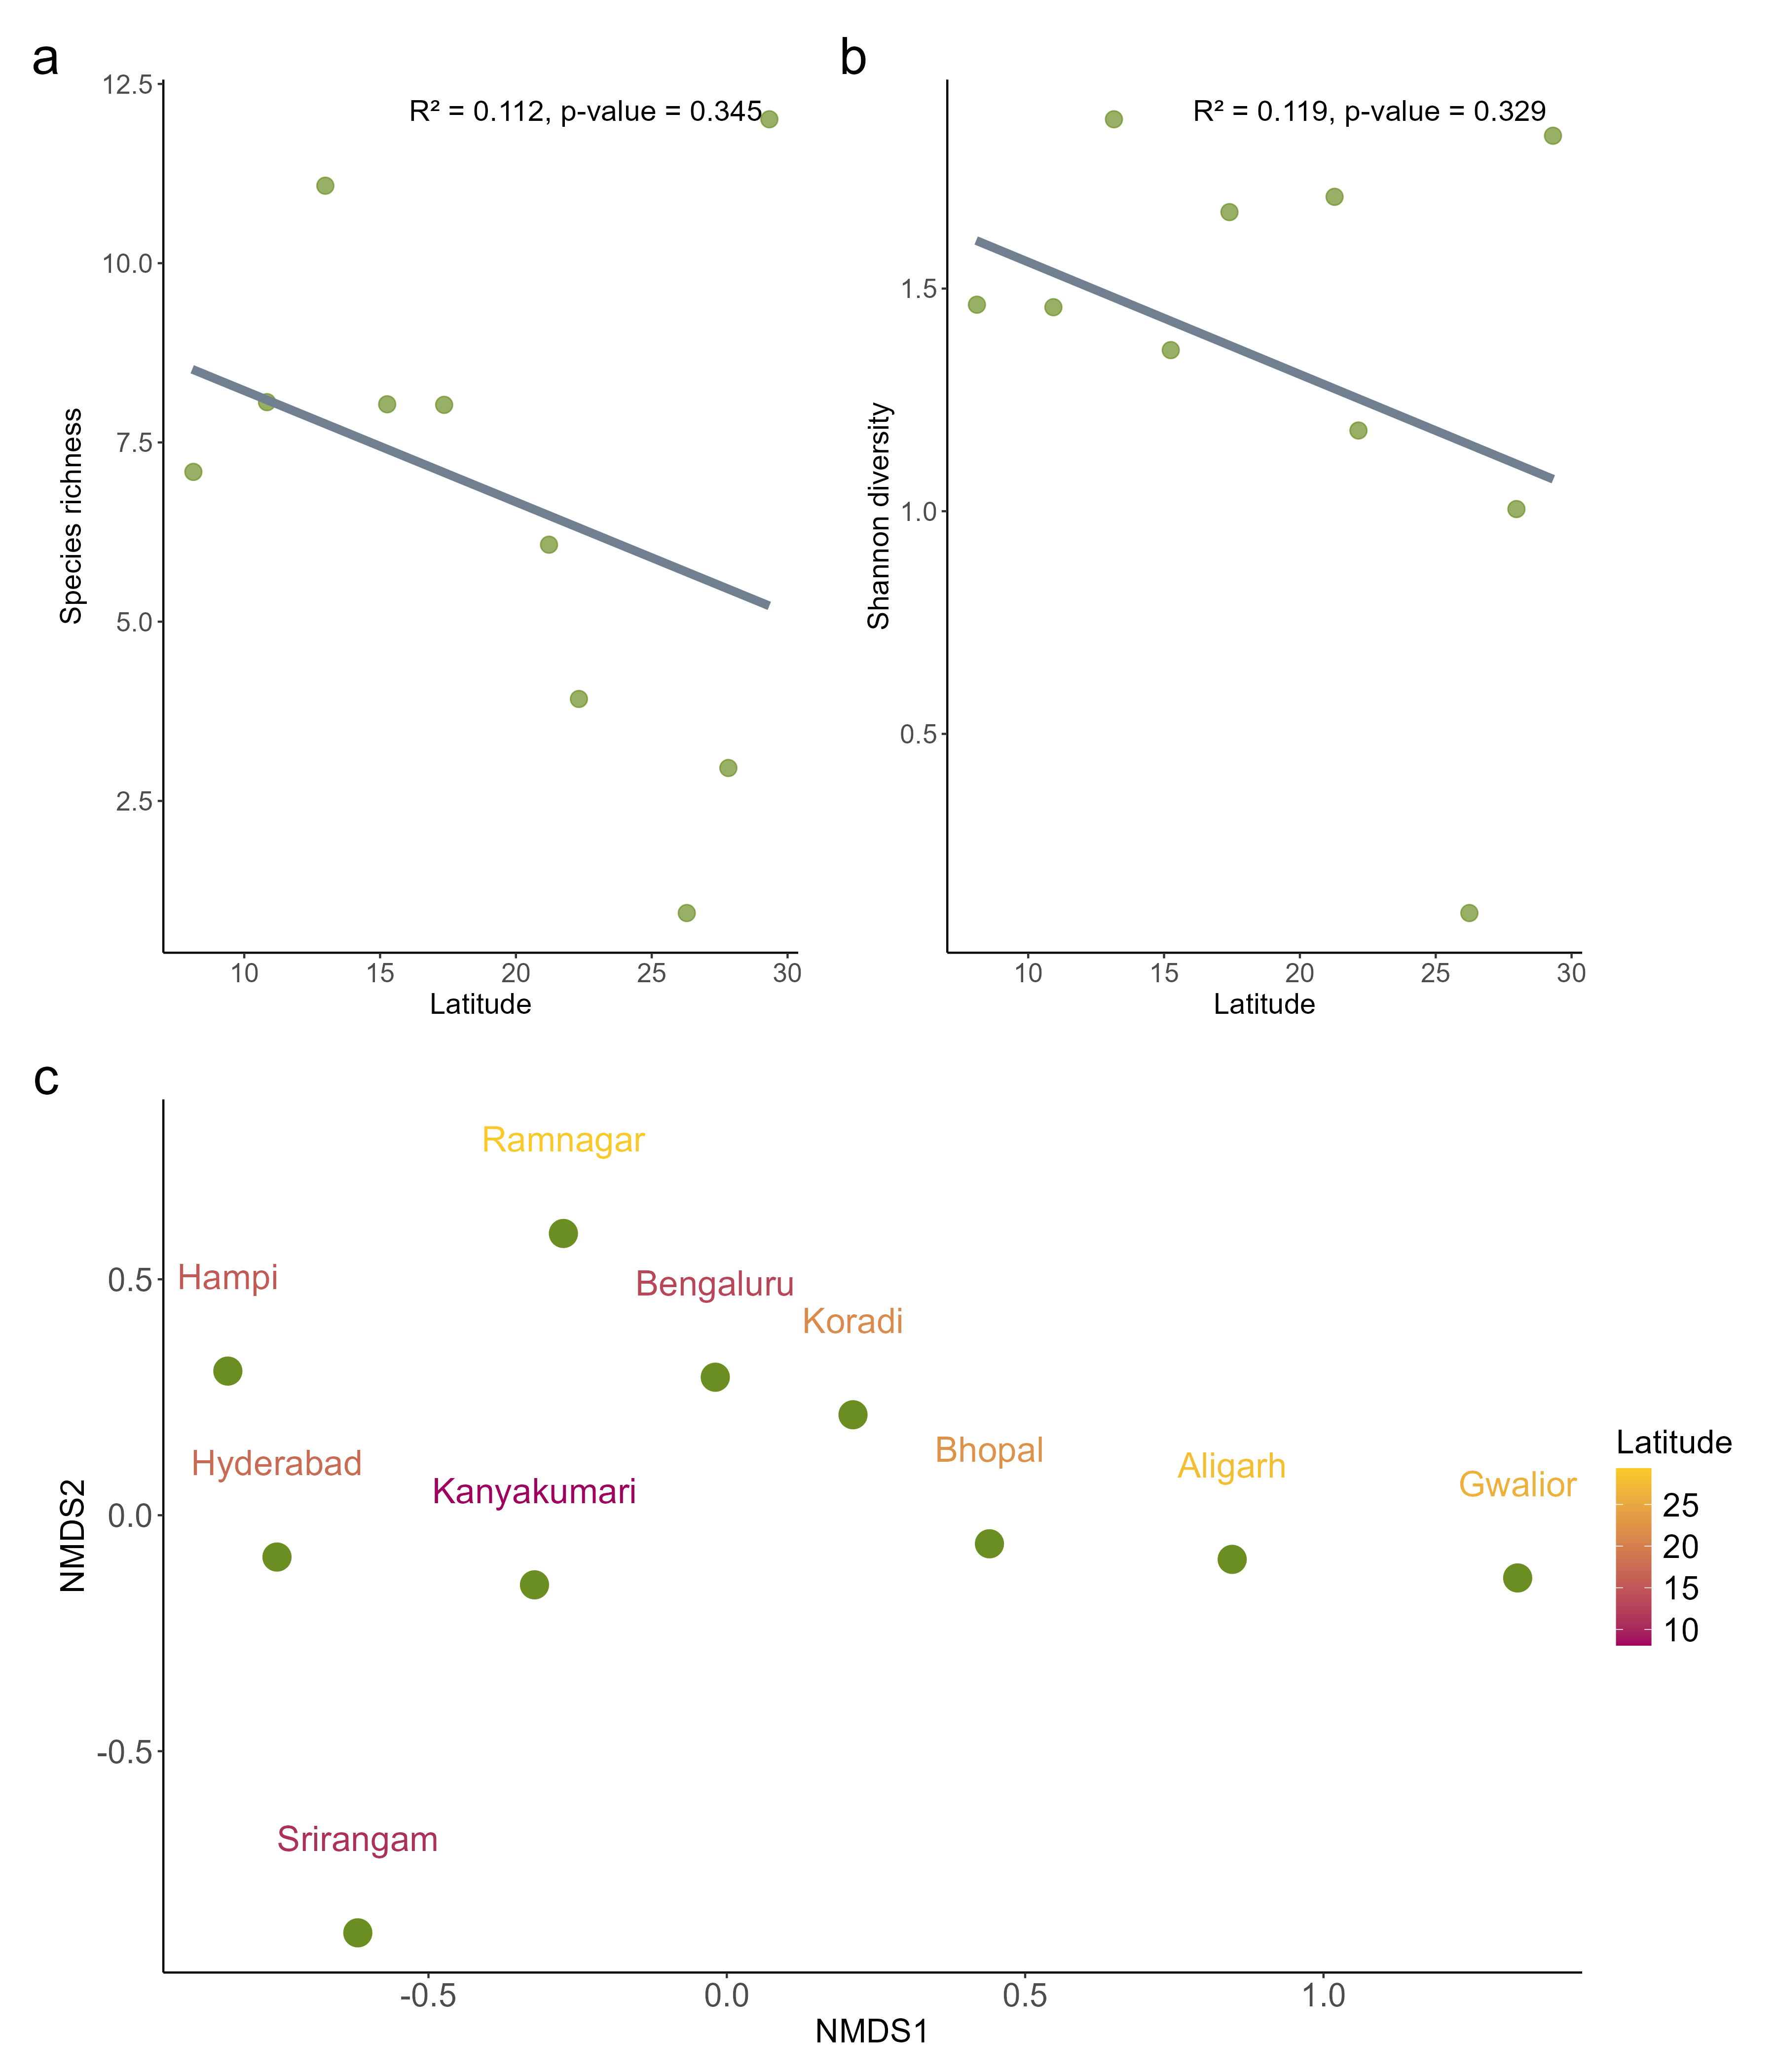 a
R² = 0.112, p-value = 0.345
12.5
10.0
7.5
5.0
2.5
Species richness
10 15 20 25 30
Latitude
b
R² = 0.119, p-value = 0.329
1.5
1.0
0.5
Shannon diversity
10 15 20 25 30
Latitude
c
Ramnagar
Hampi
Bengaluru
Koradi
Bhopal
Aligarh
Gwalior
Hyderabad
Kanyakumari
Srirangam
0.5
0.0
-0.5
NMDS2
-0.5 0.0 0.5 1.0
NMDS1
Latitude
25
20
15
10